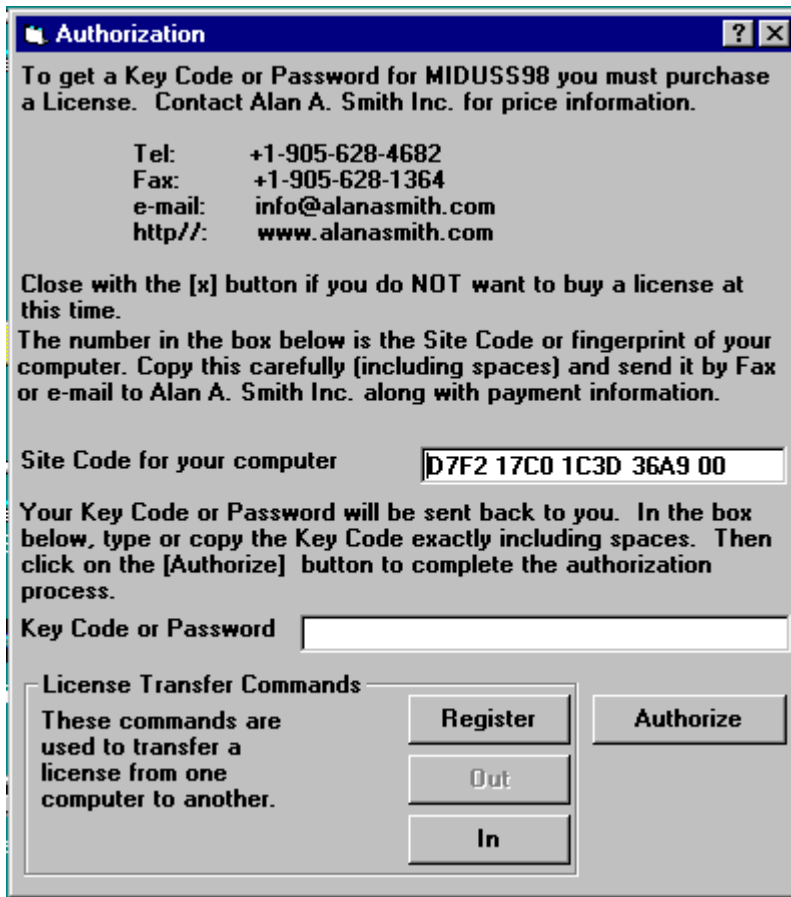 Authorization
To get a Key Code or Password for MIDUSS98 you must purchase
a License.  Contact Alan A. Smith Inc. for price information.
Tel: +1-905-628-4682
Fax: +1-905-628-1364
e-mail: info@alanasmith.com
http//: www.alanasmith.com
Close with the [x] button if you do NOT want to buy a license at
this time.
The number in the box below is the Site Code or fingerprint of your
computer. Copy this carefully (including spaces) and send it by Fax
or e-mail to Alan A. Smith Inc. along with payment information.
Site Code for your computer D7F2 17C0 1C3D 36A9 00
Your Key Code or Password will be sent back to you.  In the box
below, type or copy the Key Code exactly including spaces.  Then
click on the [Authorize]  button to complete the authorization
process.
Key Code or Password
License Transfer Commands
These commands are
used to transfer a
license from one
computer to another.
Register
Out
In
Authorize